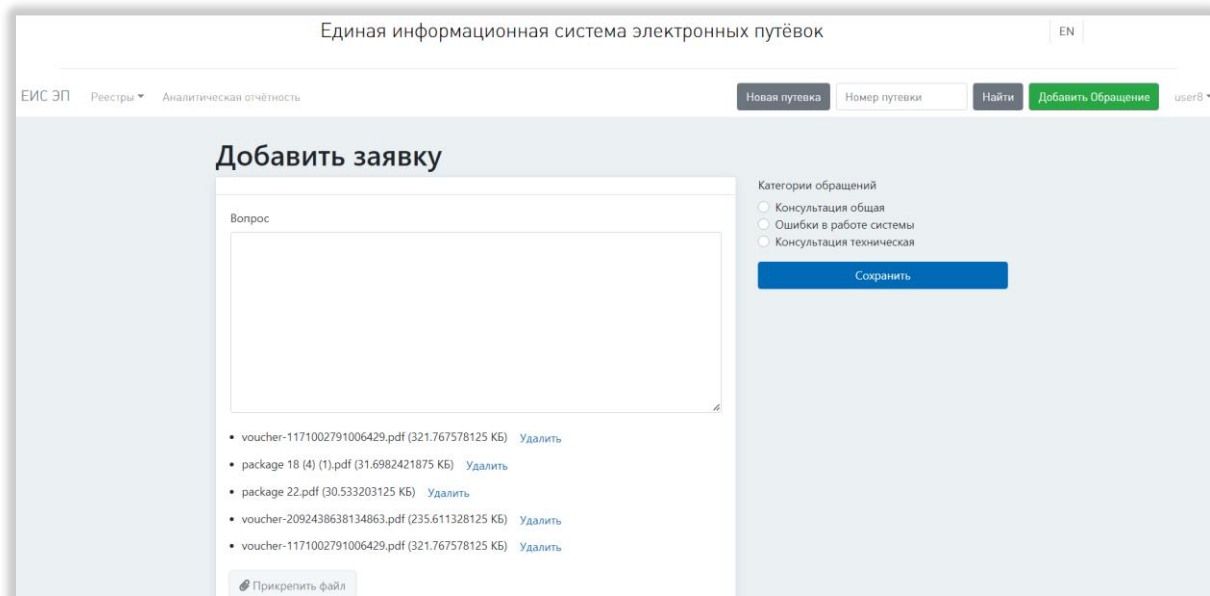 Единая информационная система электронных путёвок
EN
ЕИС ЭП Реестры Аналитическая отчётность Новая путевка Номер путевки Найти Добавить Обращение user8
Добавить заявку
Категории обращений
Консультация общая
Ошибки в работе системы
Консультация техническая
Сохранить
Вопрос
voucher-1171002791006429.pdf (321.767578125 КБ) Удалить
package 18 (4) (1).pdf (31.6982421875 КБ) Удалить
package 22.pdf (30.533203125 КБ) Удалить
voucher-2092438638134863.pdf (235.611328125 КБ) Удалить
voucher-1171002791006429.pdf (321.767578125 КБ) Удалить
Прикрепить файл